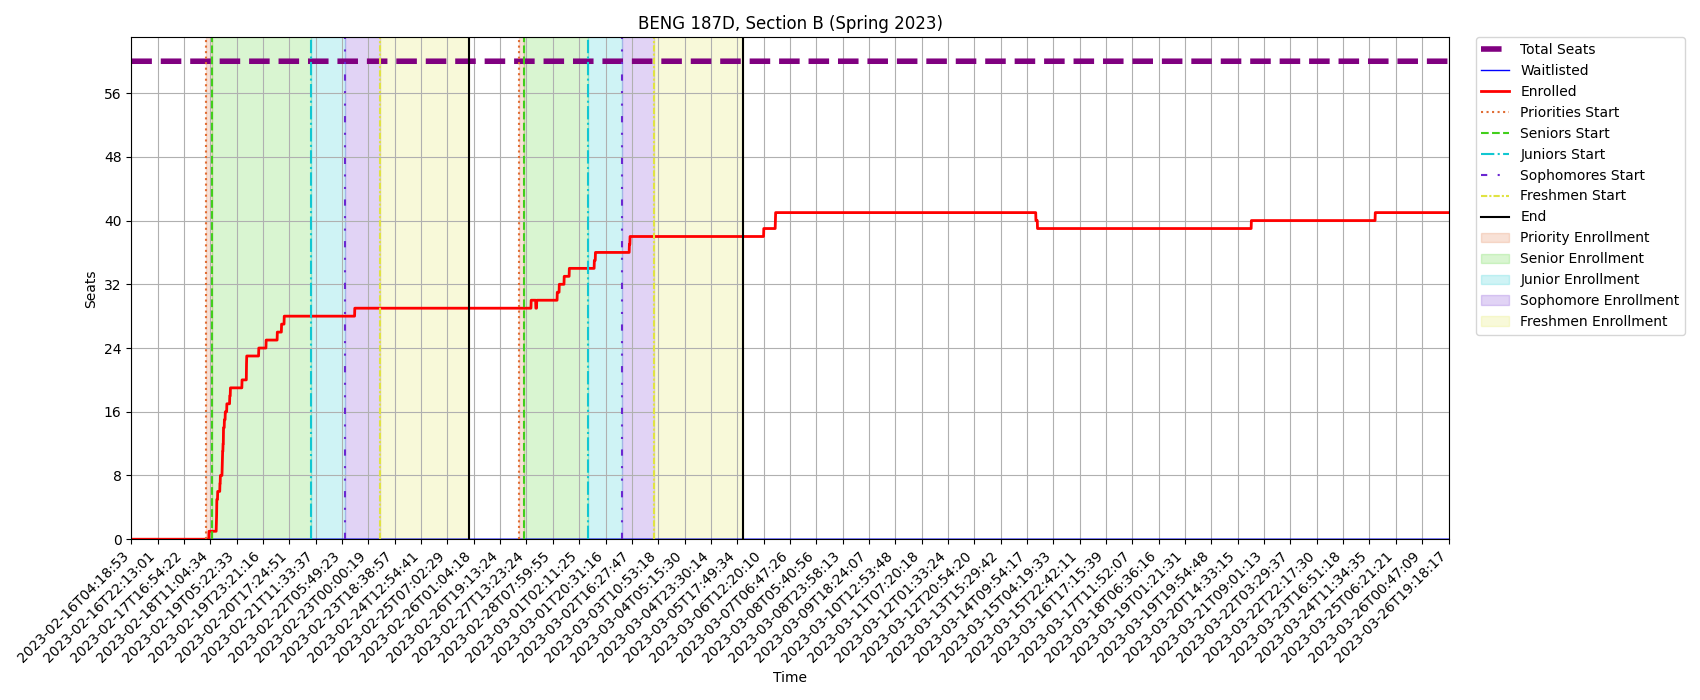 BENG 187D, Section B (Spring 2023)
Total Seats
Waitlisted
Enrolled
Priorities Start
Seniors Start
Juniors Start
Sophomores Start
Freshmen Start
End
Priority Enrollment
Senior Enrollment
Junior Enrollment
Sophomore Enrollment
Freshmen Enrollment
Seats
56
48
40
32
24
16
8
0
2023-02-16T04:18:53
2023-02-16T22:13:01
2023-02-17T16:54:22
2023-02-18T11:04:34
2023-02-19T05:22:33
2023-02-19T23:21:16
2023-02-20T17:24:51
2023-02-21T11:33:37
2023-02-22T05:49:23
2023-02-23T00:00:19
2023-02-23T18:38:57
2023-02-24T12:54:41
2023-02-25T07:02:29
2023-02-26T01:04:18
2023-02-26T19:13:24
2023-02-27T13:23:24
2023-02-28T07:59:55
2023-03-01T02:11:25
2023-03-01T20:31:16
2023-03-02T16:27:47
2023-03-03T10:53:18
2023-03-04T05:15:30
2023-03-04T23:30:14
2023-03-05T17:49:34
2023-03-06T12:20:10
2023-03-07T06:47:26
2023-03-08T05:40:56
2023-03-08T23:58:13
2023-03-09T18:24:07
2023-03-10T12:53:48
2023-03-11T07:20:18
2023-03-12T01:33:24
2023-03-12T20:54:20
2023-03-13T15:29:42
2023-03-14T09:54:17
2023-03-15T04:19:33
2023-03-15T22:42:11
2023-03-16T17:15:39
2023-03-17T11:52:07
2023-03-18T06:36:16
2023-03-19T01:21:31
2023-03-19T19:54:48
2023-03-20T14:33:15
2023-03-21T09:01:13
2023-03-22T03:29:37
2023-03-22T22:17:30
2023-03-23T16:51:18
2023-03-24T11:34:35
2023-03-25T06:21:21
2023-03-26T00:47:09
2023-03-26T19:18:17
Time